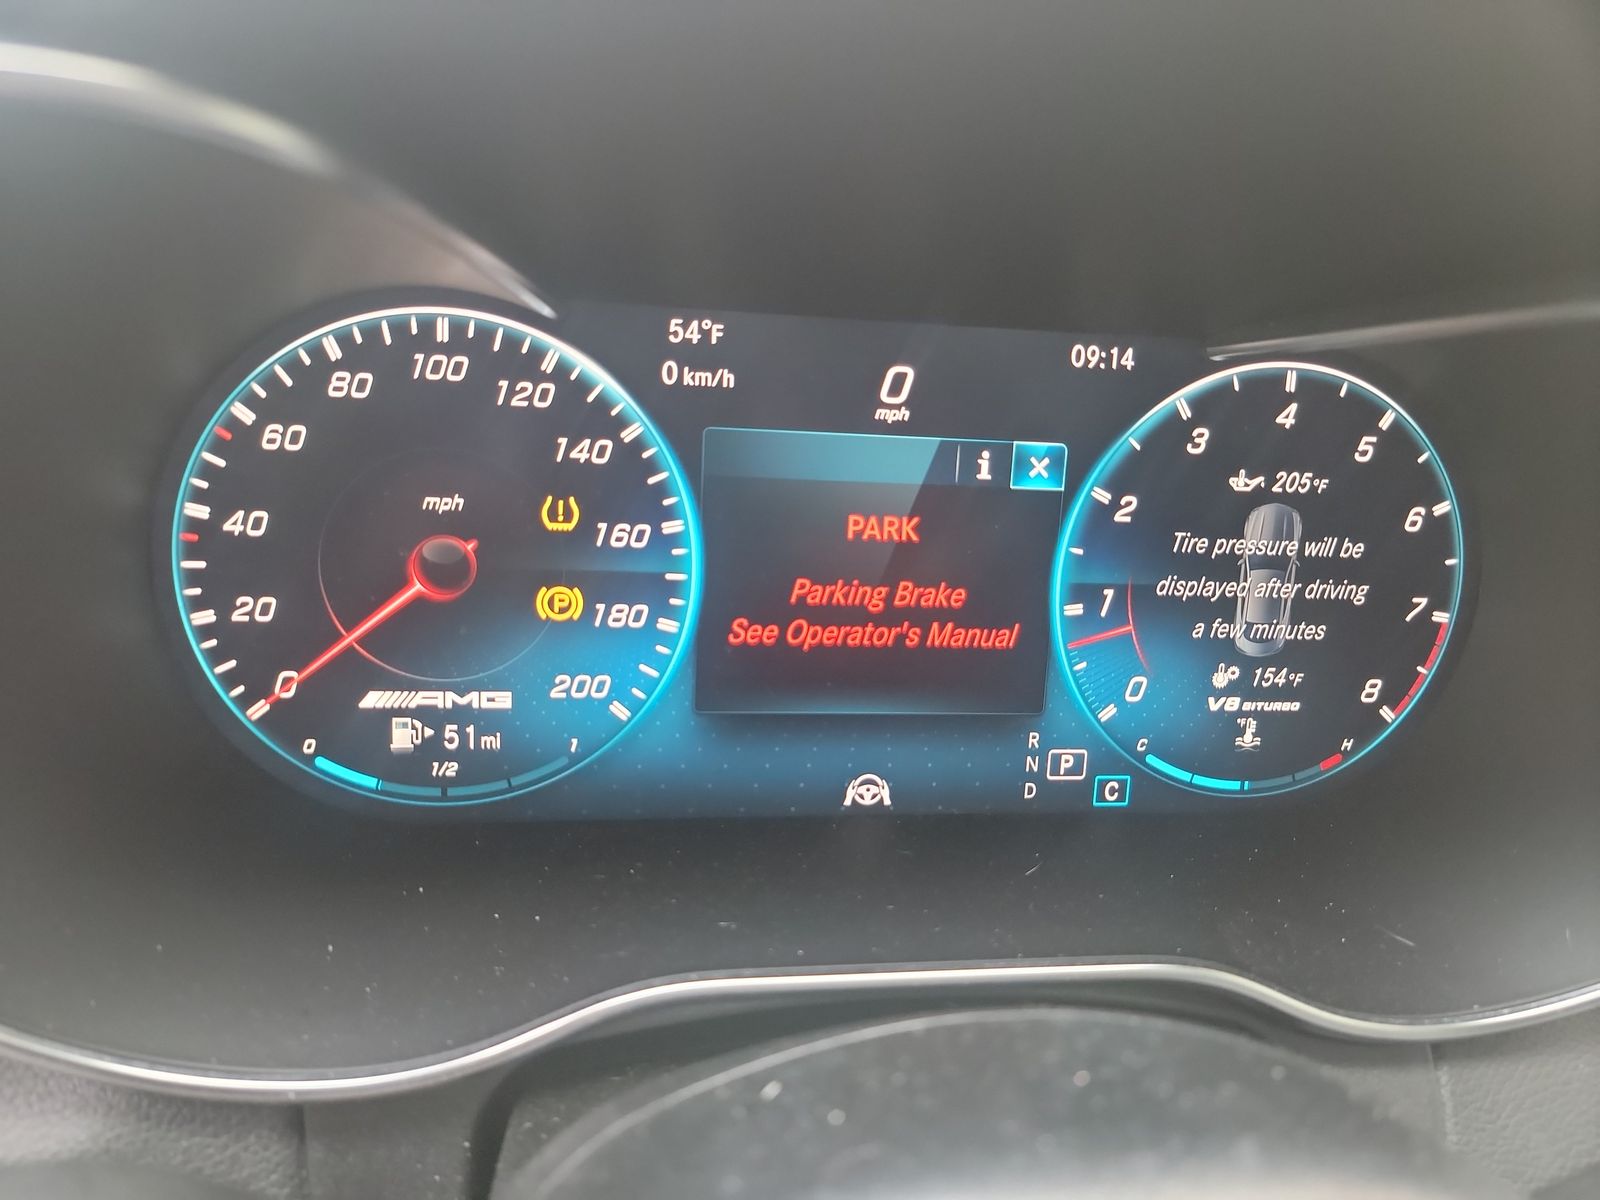 54°F
0 km/h
0
mph
09:14
0
20
40
60
80
100
120
140
160
180
200
mph
P
AMG
51 mi
0
1/2
1
i
PARK
Parking Brake
See Operator's Manual
R
N
D
P
C
0
1
2
3
4
5
6
7
8
205°F
Tire pressure will be
displayed after driving
a few minutes
154°F
V8 BITURBO
°F
C
H